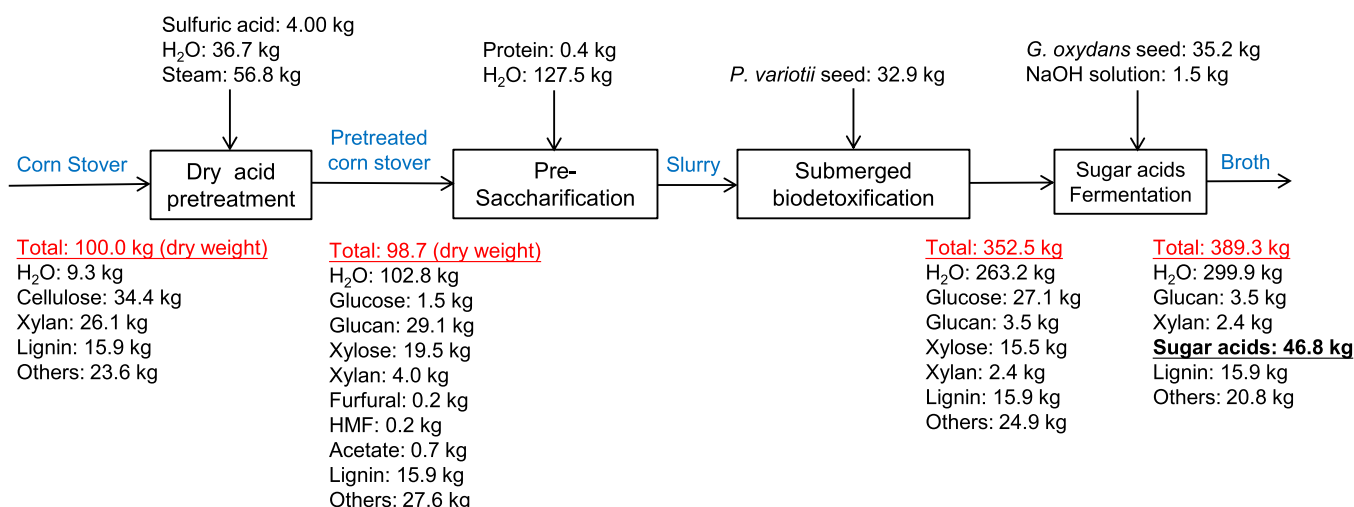 Sulfuric acid: 4.00 kg
H₂O: 36.7 kg
Steam: 56.8 kg
Protein: 0.4 kg
H₂O: 127.5 kg
P. variotii seed: 32.9 kg
G. oxydans seed: 35.2 kg
NaOH solution: 1.5 kg
Corn Stover
Dry acid
pretreatment
Pretreated
corn stover
Pre-
Saccharification
Slurry
Submerged
biodetoxification
Sugar acids
Fermentation
Broth
Total: 100.0 kg (dry weight)
H₂O: 9.3 kg
Cellulose: 34.4 kg
Xylan: 26.1 kg
Lignin: 15.9 kg
Others: 23.6 kg
Total: 98.7 (dry weight)
H₂O: 102.8 kg
Glucose: 1.5 kg
Glucan: 29.1 kg
Xylose: 19.5 kg
Xylan: 4.0 kg
Furfural: 0.2 kg
HMF: 0.2 kg
Acetate: 0.7 kg
Lignin: 15.9 kg
Others: 27.6 kg
Total: 352.5 kg
H₂O: 263.2 kg
Glucose: 27.1 kg
Glucan: 3.5 kg
Xylose: 15.5 kg
Xylan: 2.4 kg
Lignin: 15.9 kg
Others: 24.9 kg
Total: 389.3 kg
H₂O: 299.9 kg
Glucan: 3.5 kg
Xylan: 2.4 kg
Sugar acids: 46.8 kg
Lignin: 15.9 kg
Others: 20.8 kg